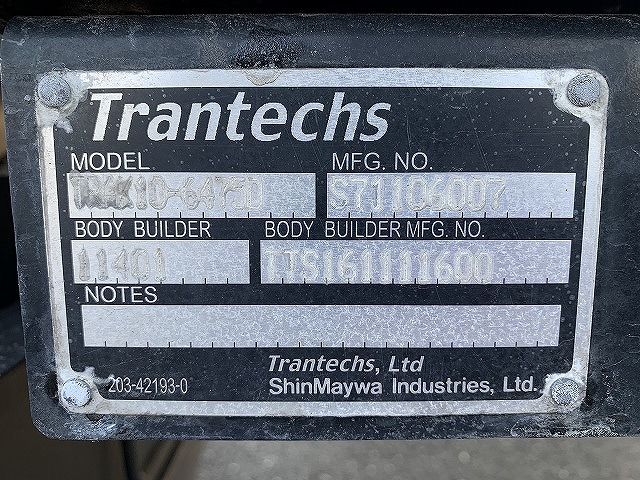 Trantechs
MODEL MFG. NO.
S71106007
BODY BUILDER BODY BUILDER MFG. NO.
11401 TTS161111600
NOTES
Trantechs, Ltd
203-42193-0 ShinMaywa Industries, Ltd.